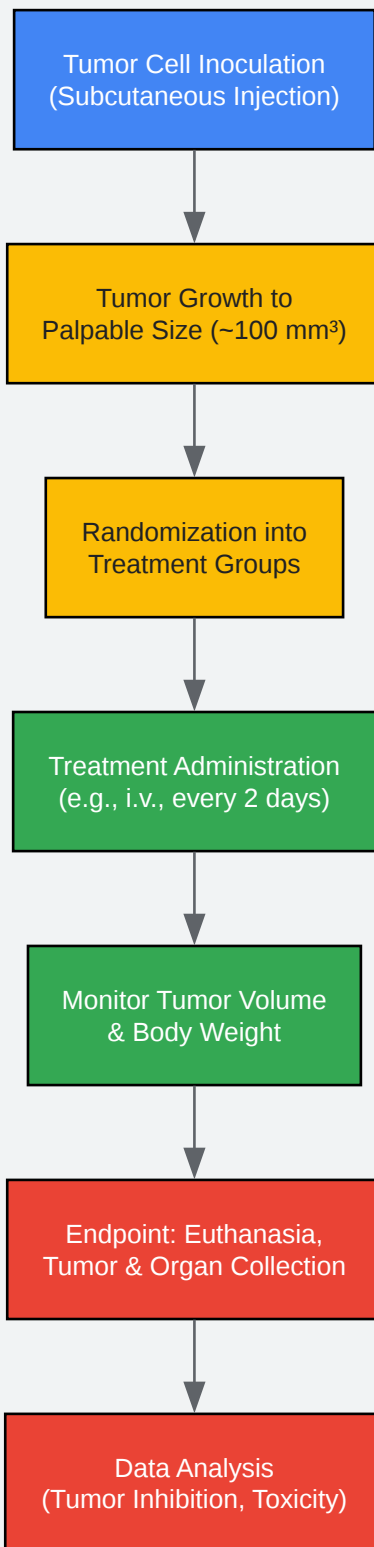 Tumor Cell Inoculation
(Subcutaneous Injection)
Tumor Growth to
Palpable Size (~100 mm³)
Randomization into
Treatment Groups
Treatment Administration
(e.g., i.v., every 2 days)
Monitor Tumor Volume
& Body Weight
Endpoint: Euthanasia,
Tumor & Organ Collection
Data Analysis
(Tumor Inhibition, Toxicity)